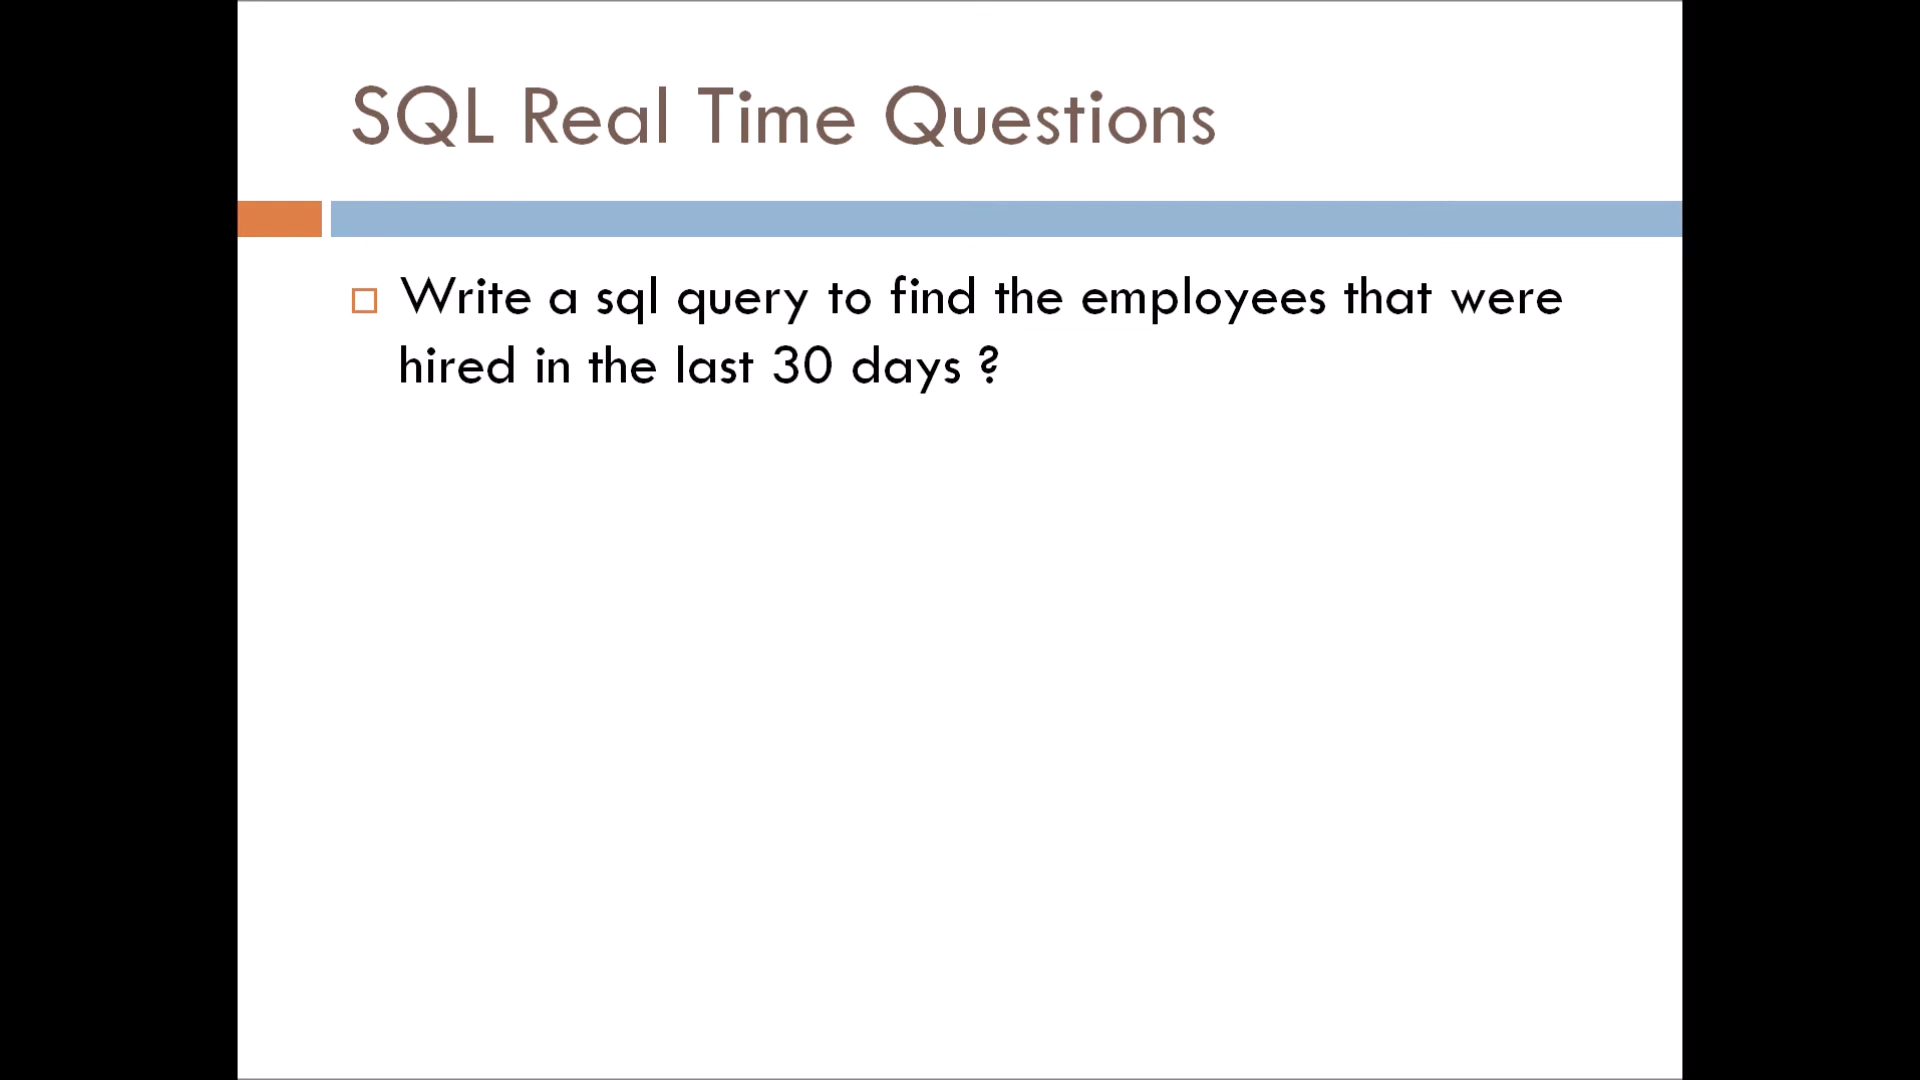 SQL Real Time Questions
Write a sql query to find the employees that were
hired in the last 30 days ?